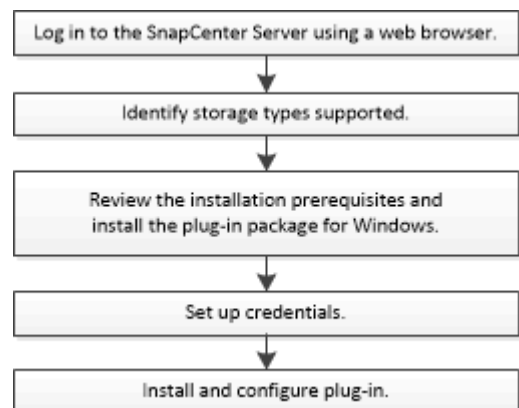 Log in to the SnapCenter Server using a web browser.
Identify storage types supported.
Review the installation prerequisites and
install the plug-in package for Windows.
Set up credentials.
Install and configure plug-in.